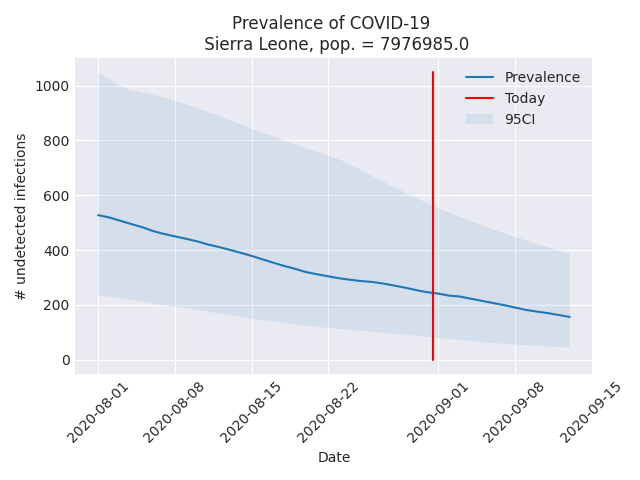 Prevalence of COVID-19
Sierra Leone, pop. = 7976985.0
Prevalence
Today
95CI
# undetected infections
1000
800
600
400
200
0
2020-08-01
2020-08-08
2020-08-15
2020-08-22
2020-09-01
2020-09-08
2020-09-15
Date